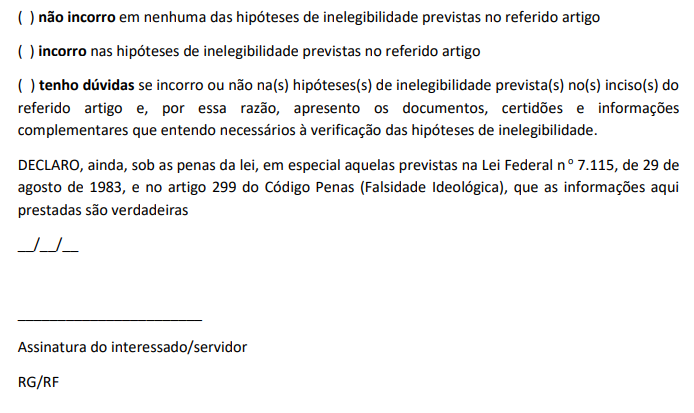 ( ) não incorro em nenhuma das hipóteses de inelegibilidade previstas no referido artigo
( ) incorro nas hipóteses de inelegibilidade previstas no referido artigo
( ) tenho dúvidas se incorro ou não na(s) hipóteses(s) de inelegibilidade prevista(s) no(s) inciso(s) do
referido artigo e, por essa razão, apresento os documentos, certidões e informações
complementares que entendo necessários à verificação das hipóteses de inelegibilidade.
DECLARO, ainda, sob as penas da lei, em especial aquelas previstas na Lei Federal n º 7.115, de 29 de
agosto de 1983, e no artigo 299 do Código Penas (Falsidade Ideológica), que as informações aqui
prestadas são verdadeiras
__/__/__
_______________________
Assinatura do interessado/servidor
RG/RF